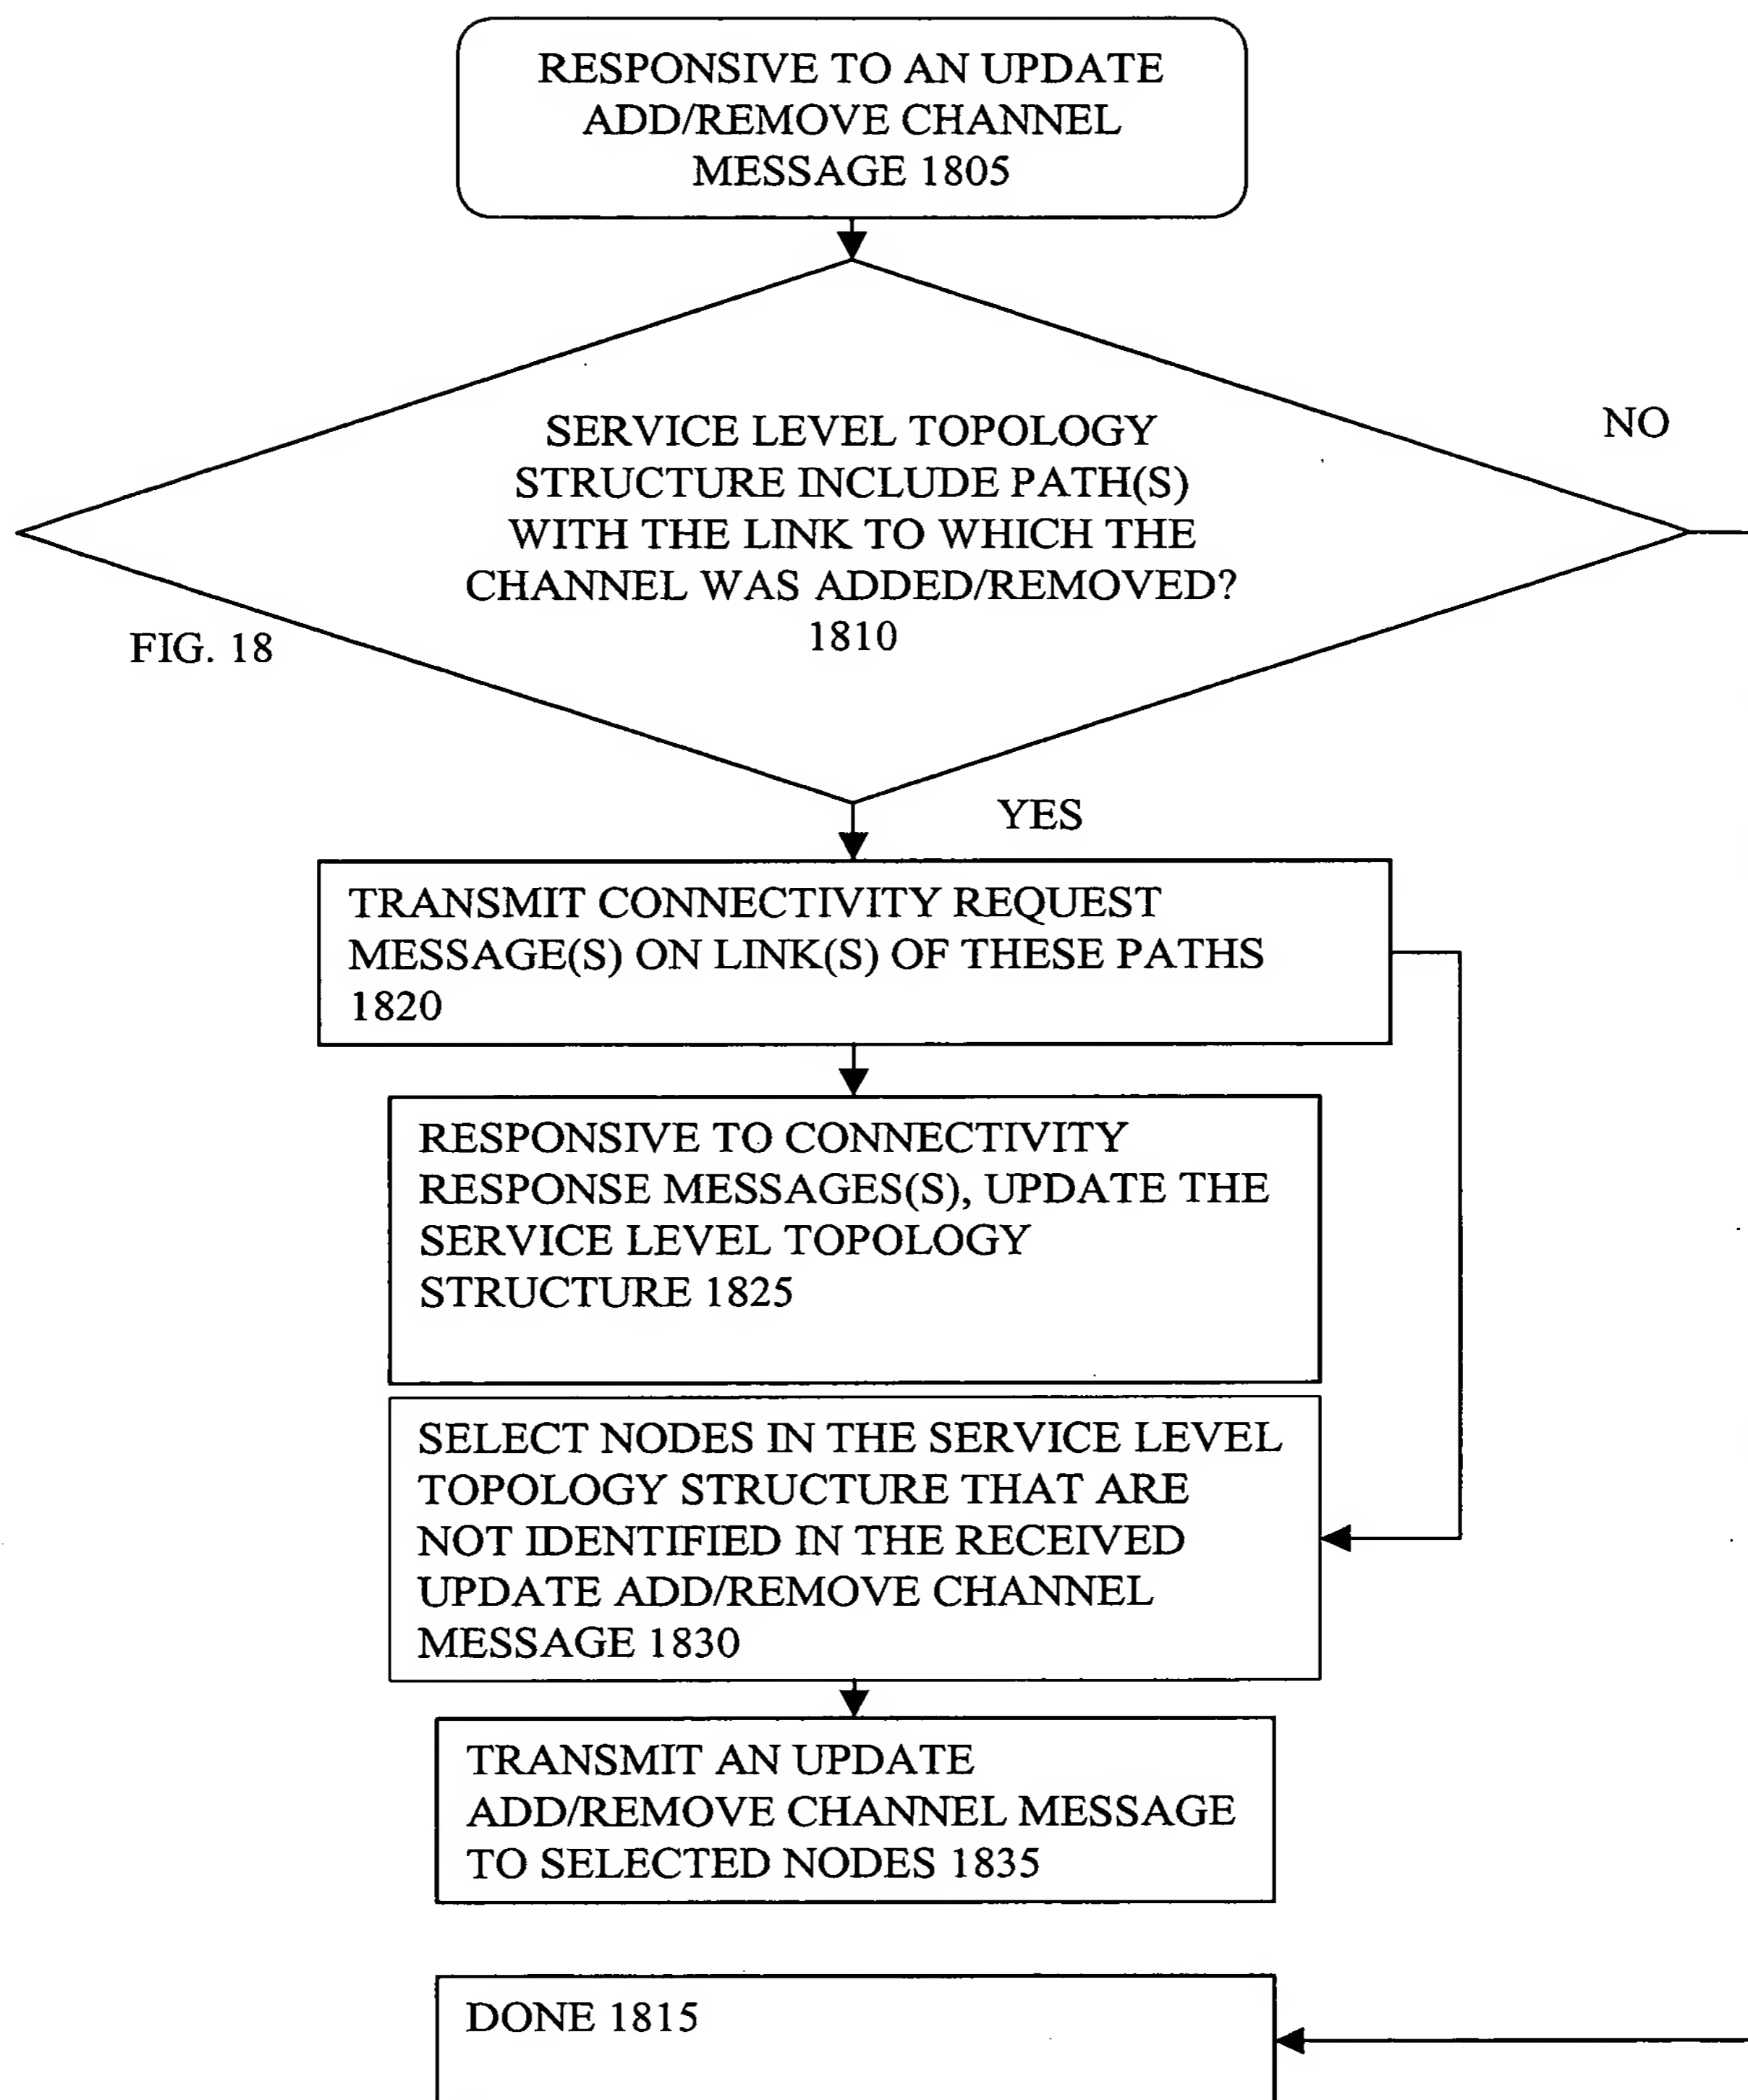 RESPONSIVE TO AN UPDATE
ADD/REMOVE CHANNEL
MESSAGE 1805
NO
SERVICE LEVEL TOPOLOGY
STRUCTURE INCLUDE PATH(S)
WITH THE LINK TO WHICH THE
CHANNEL WAS ADDED/REMOVED?
1810
FIG. 18
YES
TRANSMIT CONNECTIVITY REQUEST
MESSAGE(S) ON LINK(S) OF THESE PATHS
1820
RESPONSIVE TO CONNECTIVITY
RESPONSE MESSAGES(S), UPDATE THE
SERVICE LEVEL TOPOLOGY
STRUCTURE 1825
SELECT NODES IN THE SERVICE LEVEL
TOPOLOGY STRUCTURE THAT ARE
NOT IDENTIFIED IN THE RECEIVED
UPDATE ADD/REMOVE CHANNEL
MESSAGE 1830
TRANSMIT AN UPDATE
ADD/REMOVE CHANNEL MESSAGE
TO SELECTED NODES 1835
DONE 1815